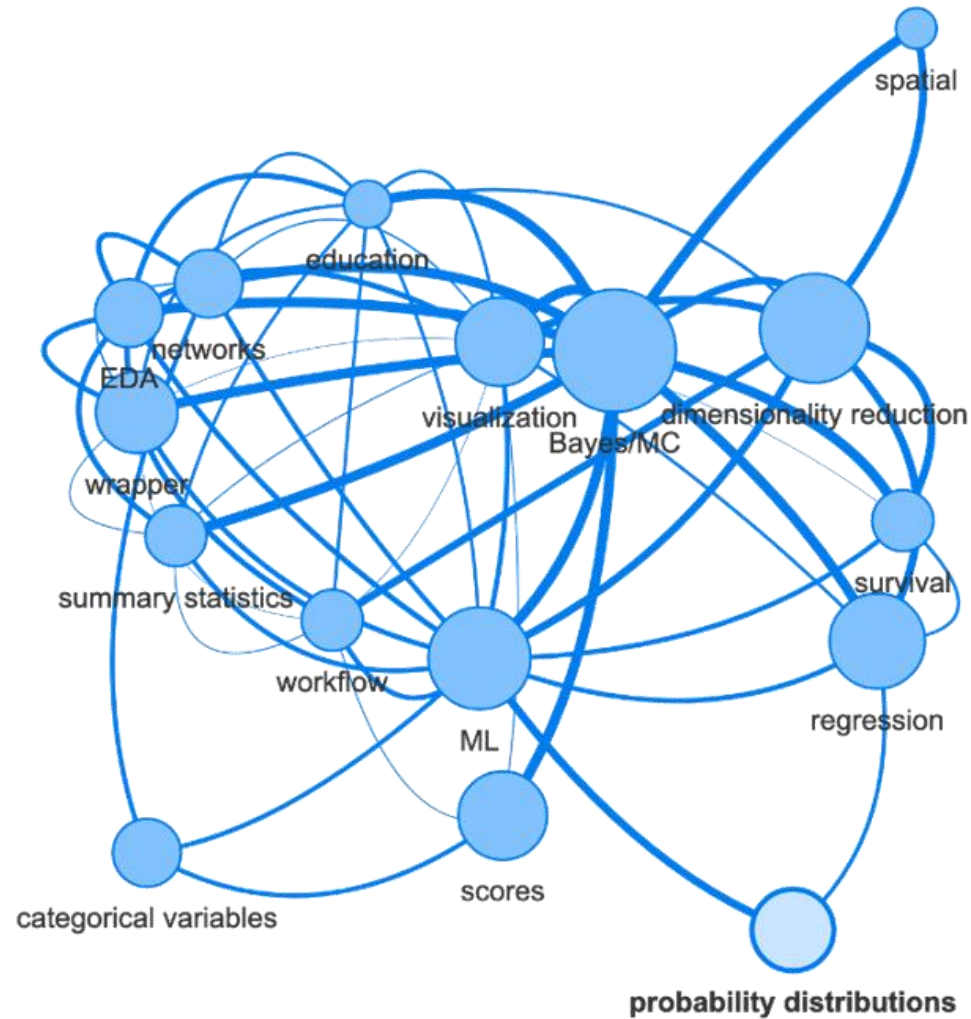 spatial
education
networks
EDA
visualization
dimensionality reduction
Bayes/MC
wrapper
survival
summary statistics
workflow
regression
ML
scores
categorical variables
probability distributions